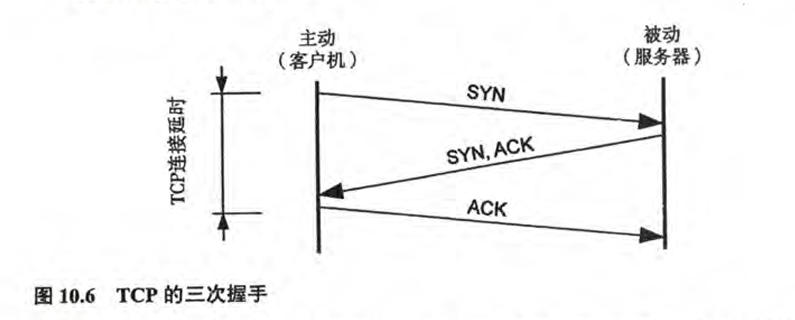 主动
（客户机）
被动
（服务器）
TCP连接延时
SYN
SYN, ACK
ACK
图 10.6 TCP 的三次握手